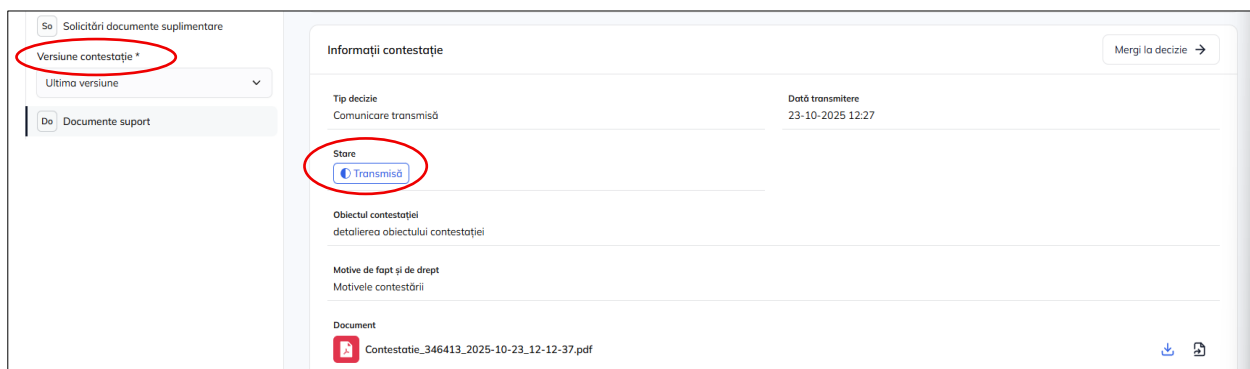 So Solicitări documente suplimentare
Versiune contestație *
Ultima versiune
Do Documente suport
Informații contestație
Mergi la decizie
Tip decizie
Comunicare transmisă
Dată transmitere
23-10-2025 12:27
Stare
Transmisă
Obiectul contestației
detalierea obiectului contestației
Motive de fapt și de drept
Motivele contestării
Document
Contestatie_346413_2025-10-23_12-12-37.pdf